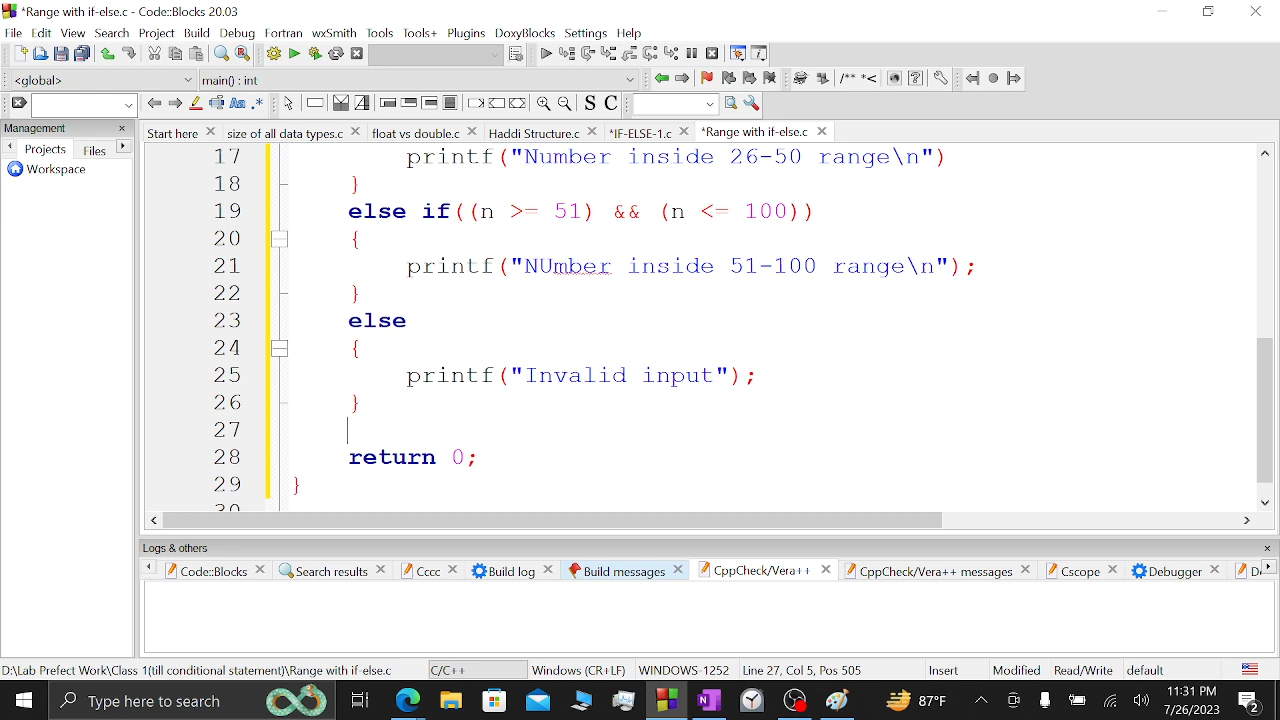 *Range with if-else.c - Code::Blocks 20.03
File Edit View Search Project Build Debug Fortran wxSmith Tools Tools+ Plugins DoxyBlocks Settings Help
<global> main() : int /** *<
Aa .* S C
Management
Projects Files
Workspace
Start here size of all data types.c float vs double.c Haddi Structure.c *IF-ELSE-1.c *Range with if-else.c
17 printf("Number inside 26-50 range\n")
18 }
19 else if((n >= 51) && (n <= 100))
20 {
21 printf("NUmber inside 51-100 range\n");
22 }
23 else
24 {
25 printf("Invalid input");
26 }
27
28 return 0;
29 }
30
Logs & others
Code::Blocks Search results Cccc Build log Build messages CppCheck/Vera++ CppCheck/Vera++ messages Cscope Debugger
D:\Lab Prefect Work\Class 1(till conditional statement)\Range with if-else.c C/C++ Windows (CR+LF) WINDOWS-1252 Line 27, Col 5, Pos 505 Insert Modified Read/Write default
Type here to search 87°F 11:31 PM
7/26/2023 2